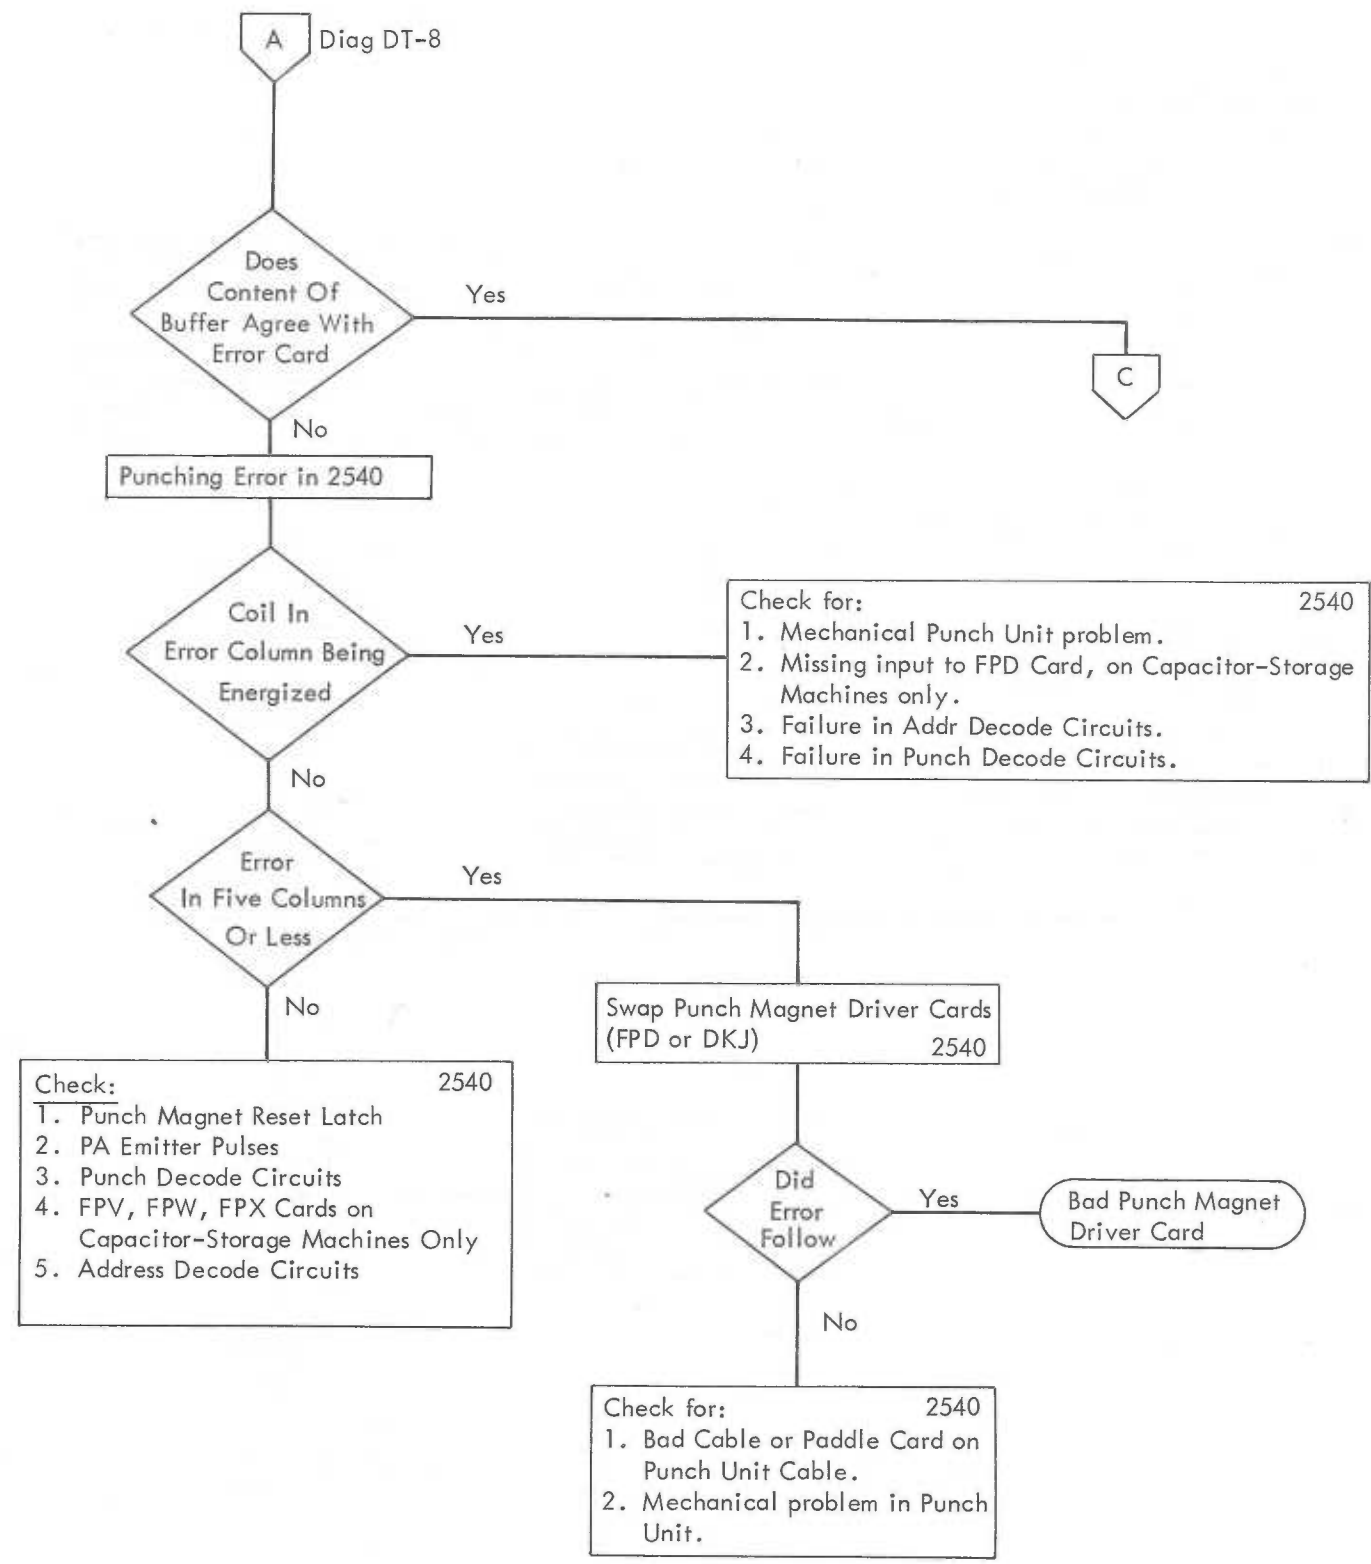 A
Diag DT-8
Does
Content Of
Buffer Agree With
Error Card
Yes
C
No
Punching Error in 2540
Coil In
Error Column Being
Energized
Yes
Check for: 2540
1. Mechanical Punch Unit problem.
2. Missing input to FPD Card, on Capacitor-Storage
Machines only.
3. Failure in Addr Decode Circuits.
4. Failure in Punch Decode Circuits.
No
Error
In Five Columns
Or Less
Yes
No
Swap Punch Magnet Driver Cards
(FPD or DKJ) 2540
Check: 2540
1. Punch Magnet Reset Latch
2. PA Emitter Pulses
3. Punch Decode Circuits
4. FPV, FPW, FPX Cards on
Capacitor-Storage Machines Only
5. Address Decode Circuits
Did
Error
Follow
Yes
Bad Punch Magnet
Driver Card
No
Check for: 2540
1. Bad Cable or Paddle Card on
Punch Unit Cable.
2. Mechanical problem in Punch
Unit.